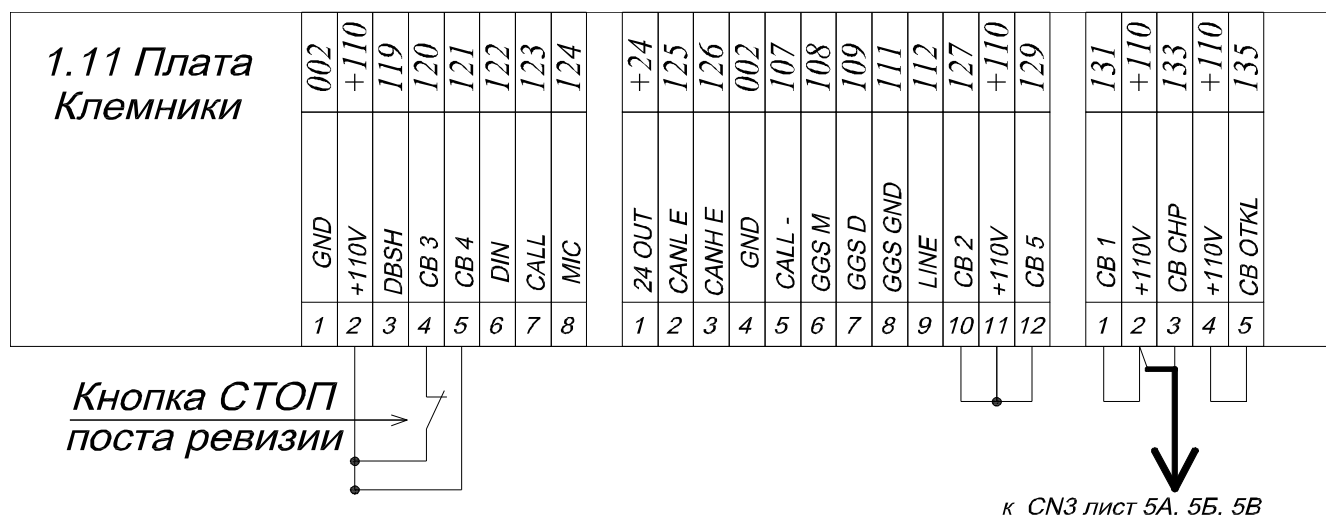 1.11 Плата
Клемники
002 +110 119 120 121 122 123 124
GND +110V DBSH CB 3 CB 4 DIN CALL MIC
1 2 3 4 5 6 7 8
+24 125 126 002 107 108 109 111 112 127 +110 129
24 OUT CANL E CANH E GND CALL - GGS M GGS D GGS GND LINE CB 2 +110V CB 5
1 2 3 4 5 6 7 8 9 10 11 12
131 +110 133 +110 135
CB 1 +110V CB CHP +110V CB OTKL
1 2 3 4 5
Кнопка СТОП
поста ревизии
к CN3 лист 5А, 5Б, 5В